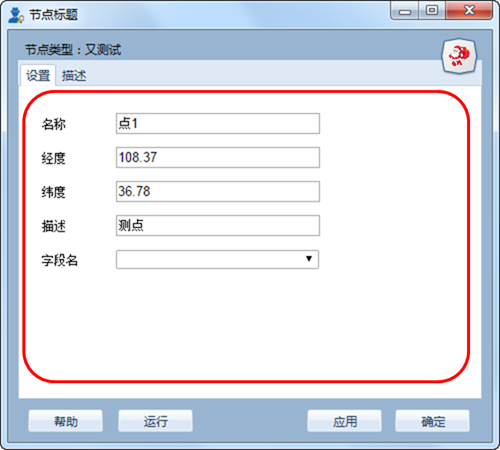 节点标题
节点类型：又测试
设置 描述
名称 点1
经度 108.37
纬度 36.78
描述 测点
字段名
帮助 运行 应用 确定